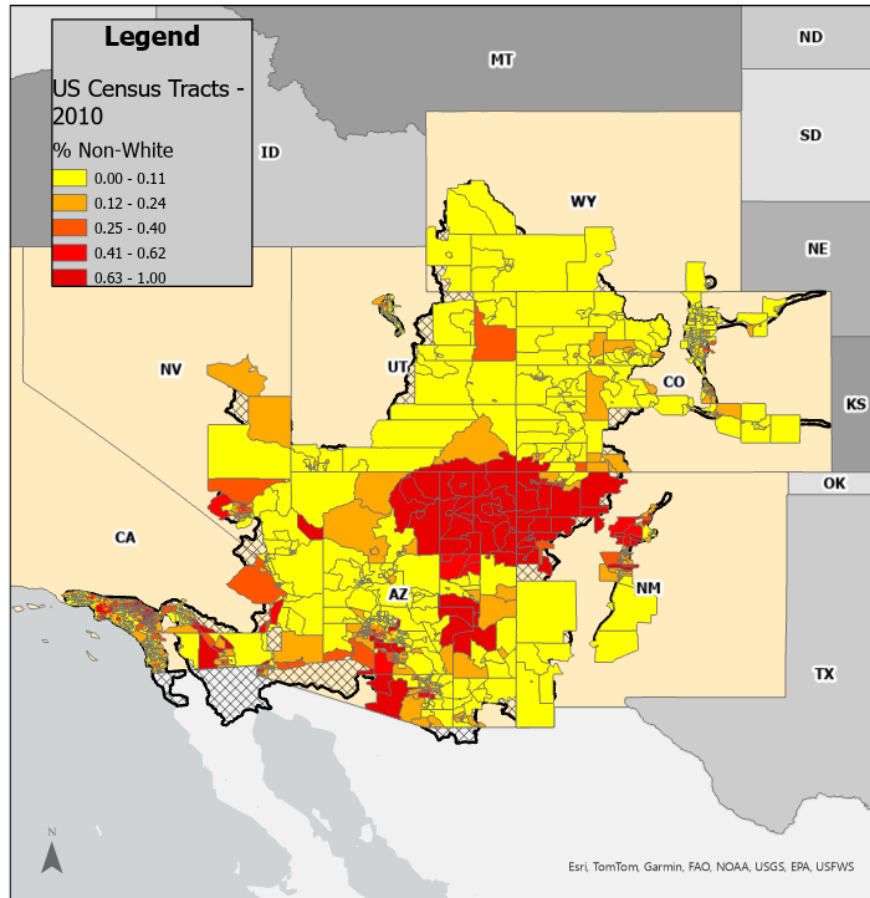 Legend
US Census Tracts -
2010
% Non-White
0.00 - 0.11
0.12 - 0.24
0.25 - 0.40
0.41 - 0.62
0.63 - 1.00
MT
ND
SD
ID
WY
NE
NV
UT
CO
KS
OK
CA
AZ
NM
TX
N
Esri, TomTom, Garmin, FAO, NOAA, USGS, EPA, USFWS